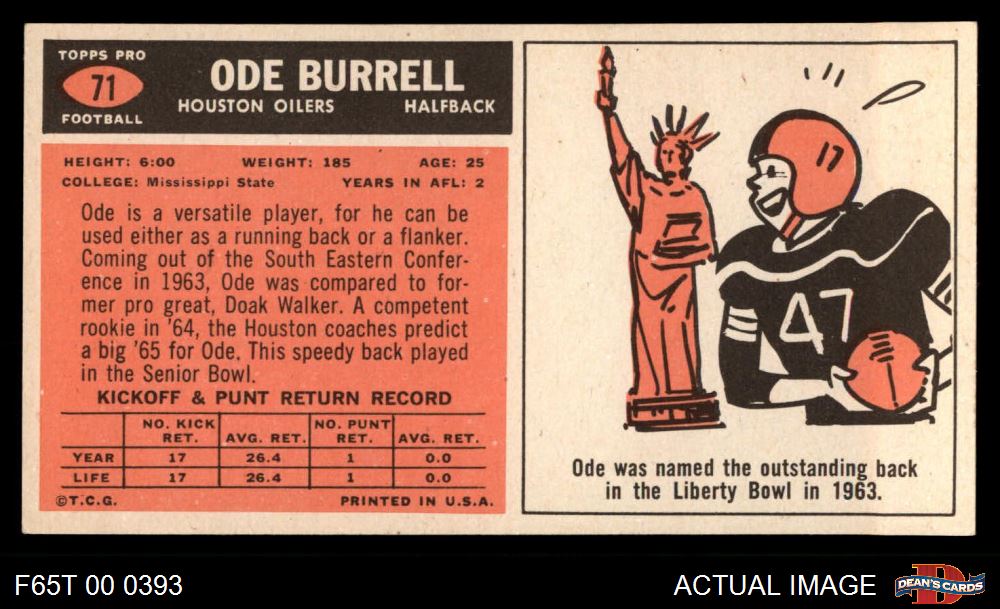 TOPPS PRO
71
FOOTBALL
ODE BURRELL
HOUSTON OILERS HALFBACK
HEIGHT: 6:00 WEIGHT: 185 AGE: 25
COLLEGE: Mississippi State YEARS IN AFL: 2
Ode is a versatile player, for he can be
used either as a running back or a flanker.
Coming out of the South Eastern Confer-
ence in 1963, Ode was compared to for-
mer pro great, Doak Walker. A competent
rookie in '64, the Houston coaches predict
a big '65 for Ode. This speedy back played
in the Senior Bowl.
KICKOFF & PUNT RETURN RECORD
NO. KICK RET. AVG. RET. NO. PUNT RET. AVG. RET.
YEAR 17 26.4 1 0.0
LIFE 17 26.4 1 0.0
©T.C.G. PRINTED IN U.S.A.
17
47
Ode was named the outstanding back
in the Liberty Bowl in 1963.
F65T 00 0393
ACTUAL IMAGE
D
DEAN'S CARDS